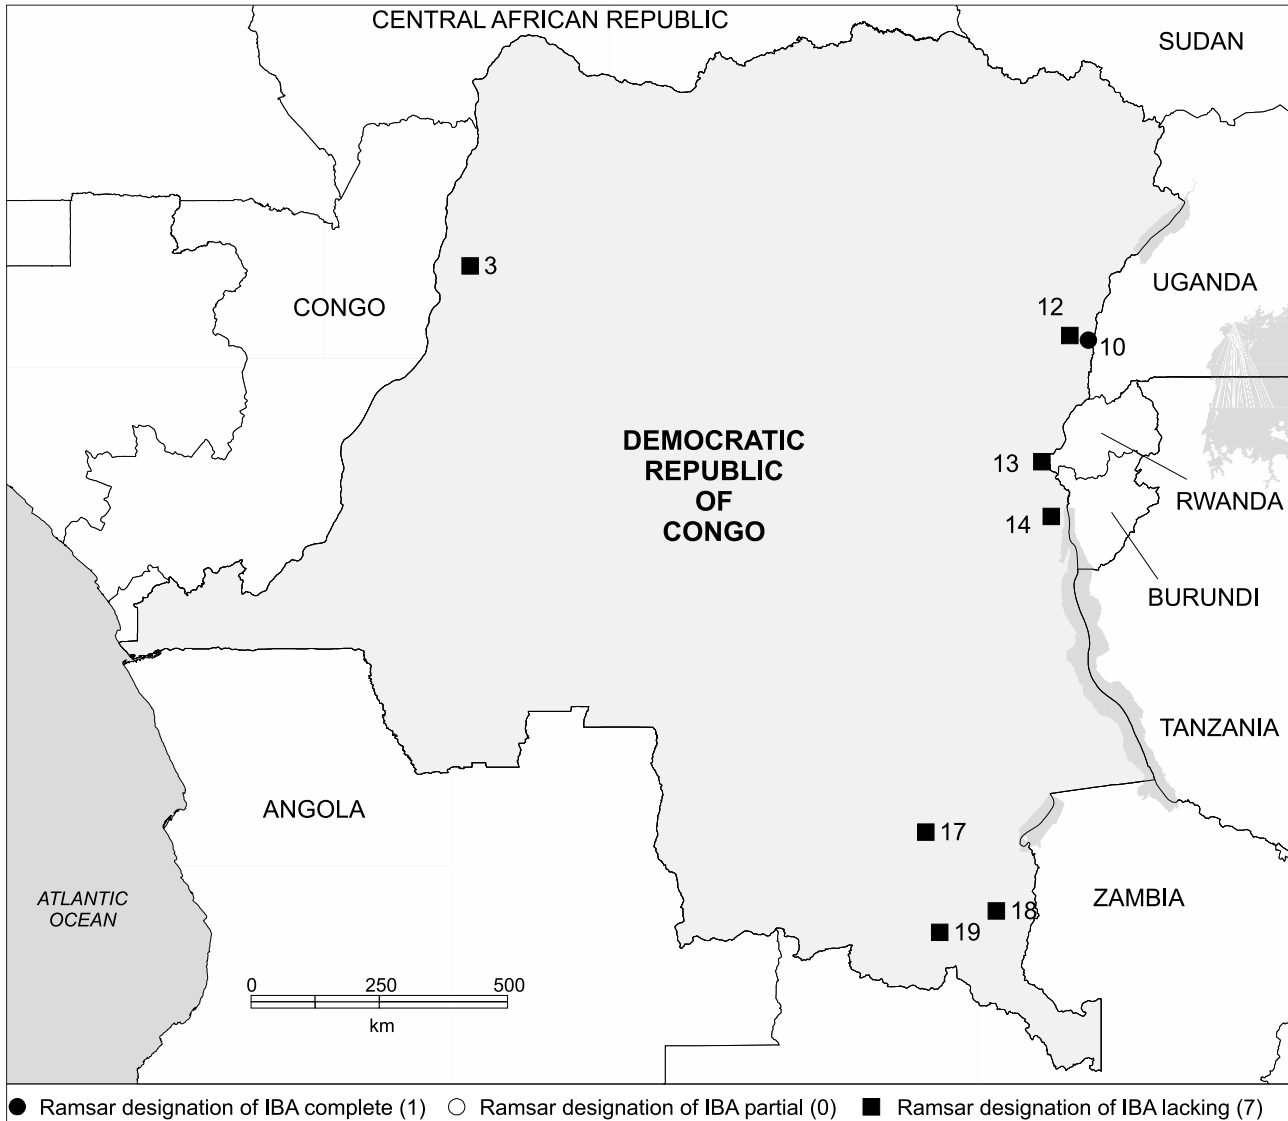 CENTRAL AFRICAN REPUBLIC
SUDAN
3
UGANDA
CONGO
12
10
DEMOCRATIC
REPUBLIC
OF
CONGO
13
RWANDA
14
BURUNDI
TANZANIA
ANGOLA
17
ATLANTIC
OCEAN
ZAMBIA
18
19
0 250 500
km
Ramsar designation of IBA complete (1) Ramsar designation of IBA partial (0) Ramsar designation of IBA lacking (7)